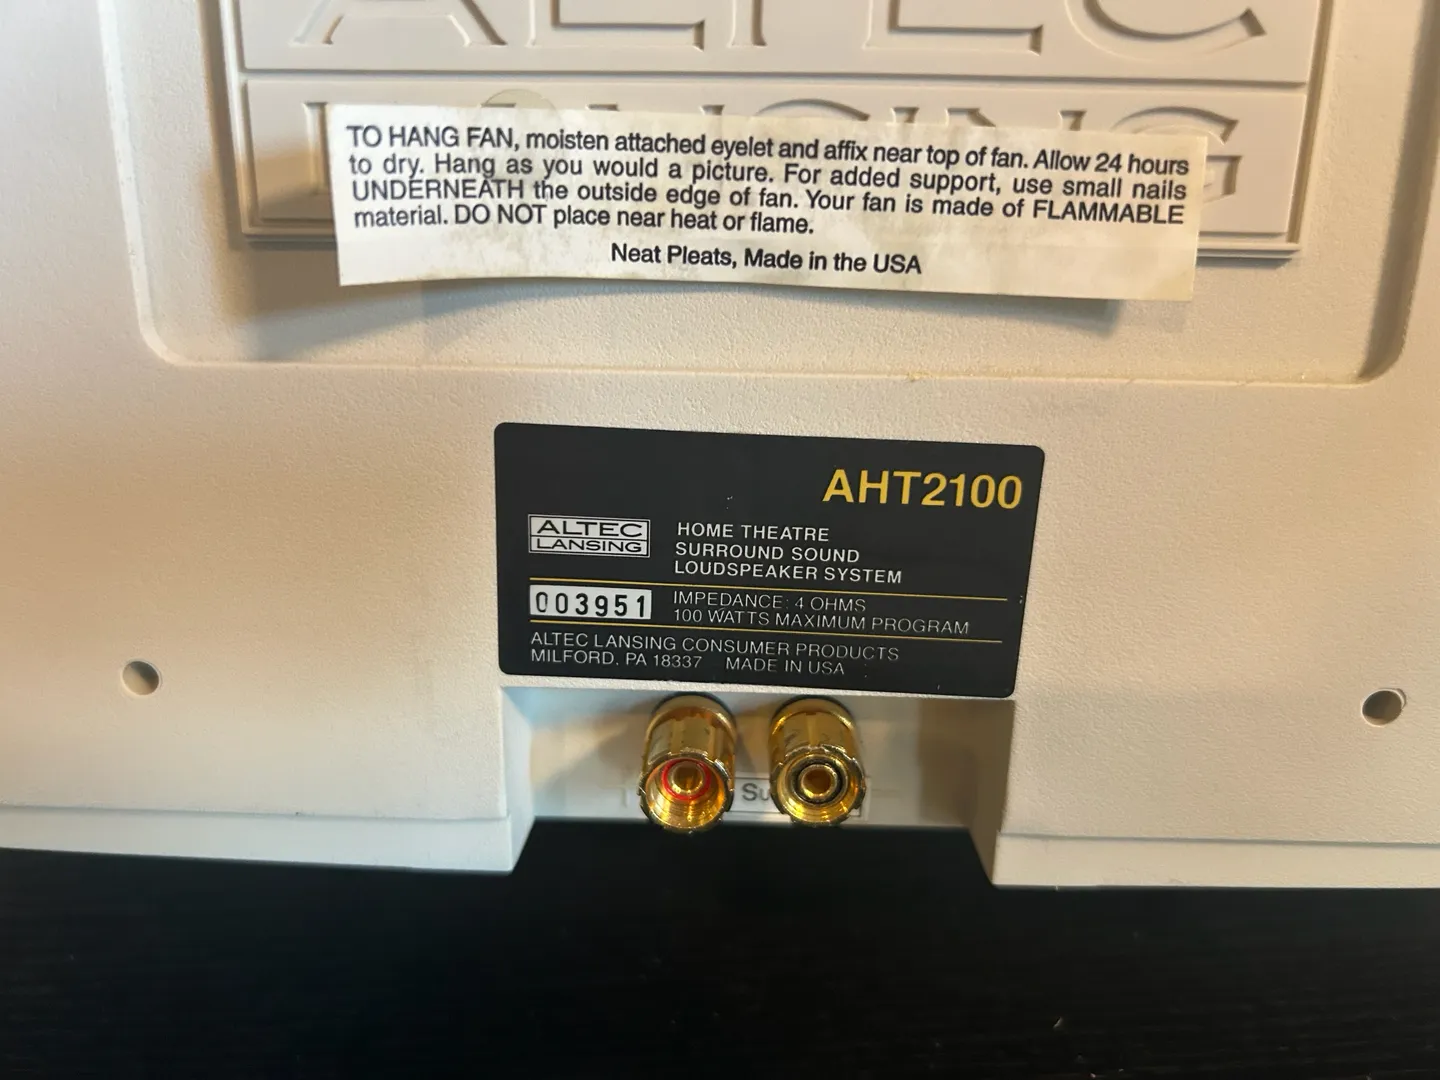 ALTEC
LANSING
TO HANG FAN, moisten attached eyelet and affix near top of fan. Allow 24 hours
to dry. Hang as you would a picture. For added support, use small nails
UNDERNEATH the outside edge of fan. Your fan is made of FLAMMABLE
material. DO NOT place near heat or flame.
Neat Pleats, Made in the USA
AHT2100
ALTEC
LANSING
HOME THEATRE
SURROUND SOUND
LOUDSPEAKER SYSTEM
003951
IMPEDANCE: 4 OHMS
100 WATTS MAXIMUM PROGRAM
ALTEC LANSING CONSUMER PRODUCTS
MILFORD, PA 18337 MADE IN USA